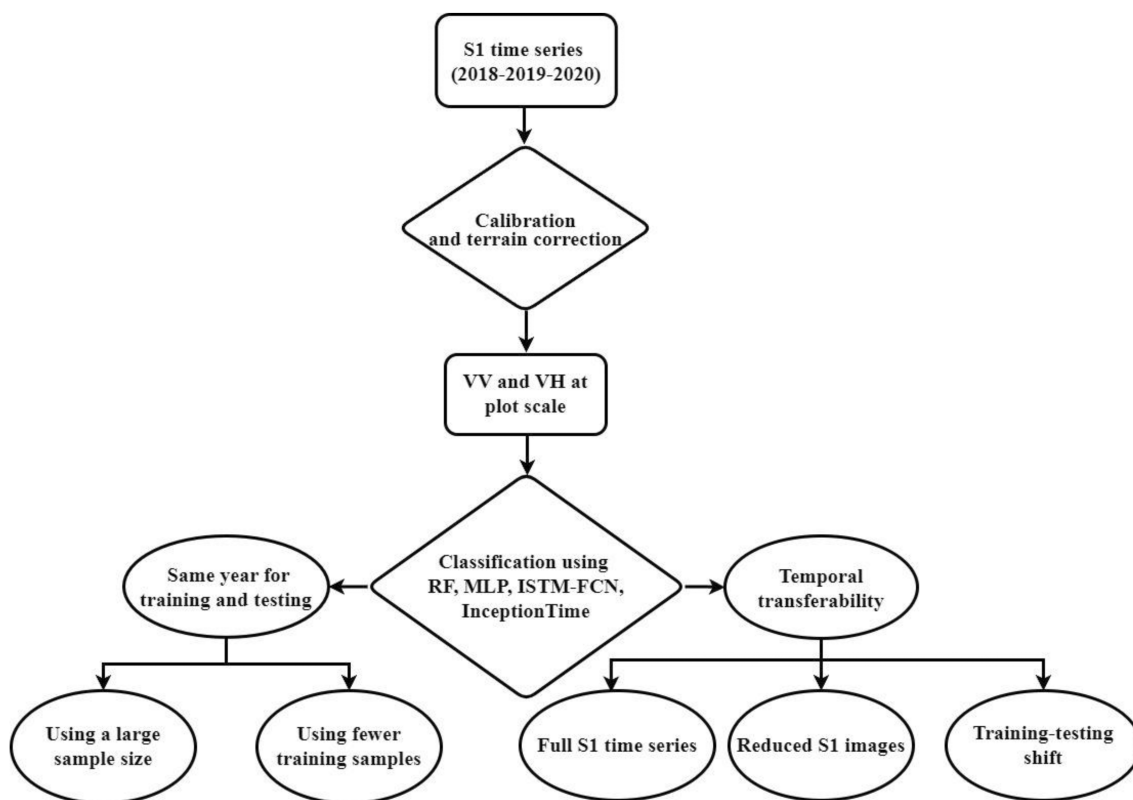 S1 time series
(2018-2019-2020)
Calibration
and terrain correction
VV and VH at
plot scale
Classification using
RF, MLP, ISTM-FCN,
InceptionTime
Same year for
training and testing
Temporal
transferability
Using a large
sample size
Using fewer
training samples
Full S1 time series
Reduced S1 images
Training-testing
shift